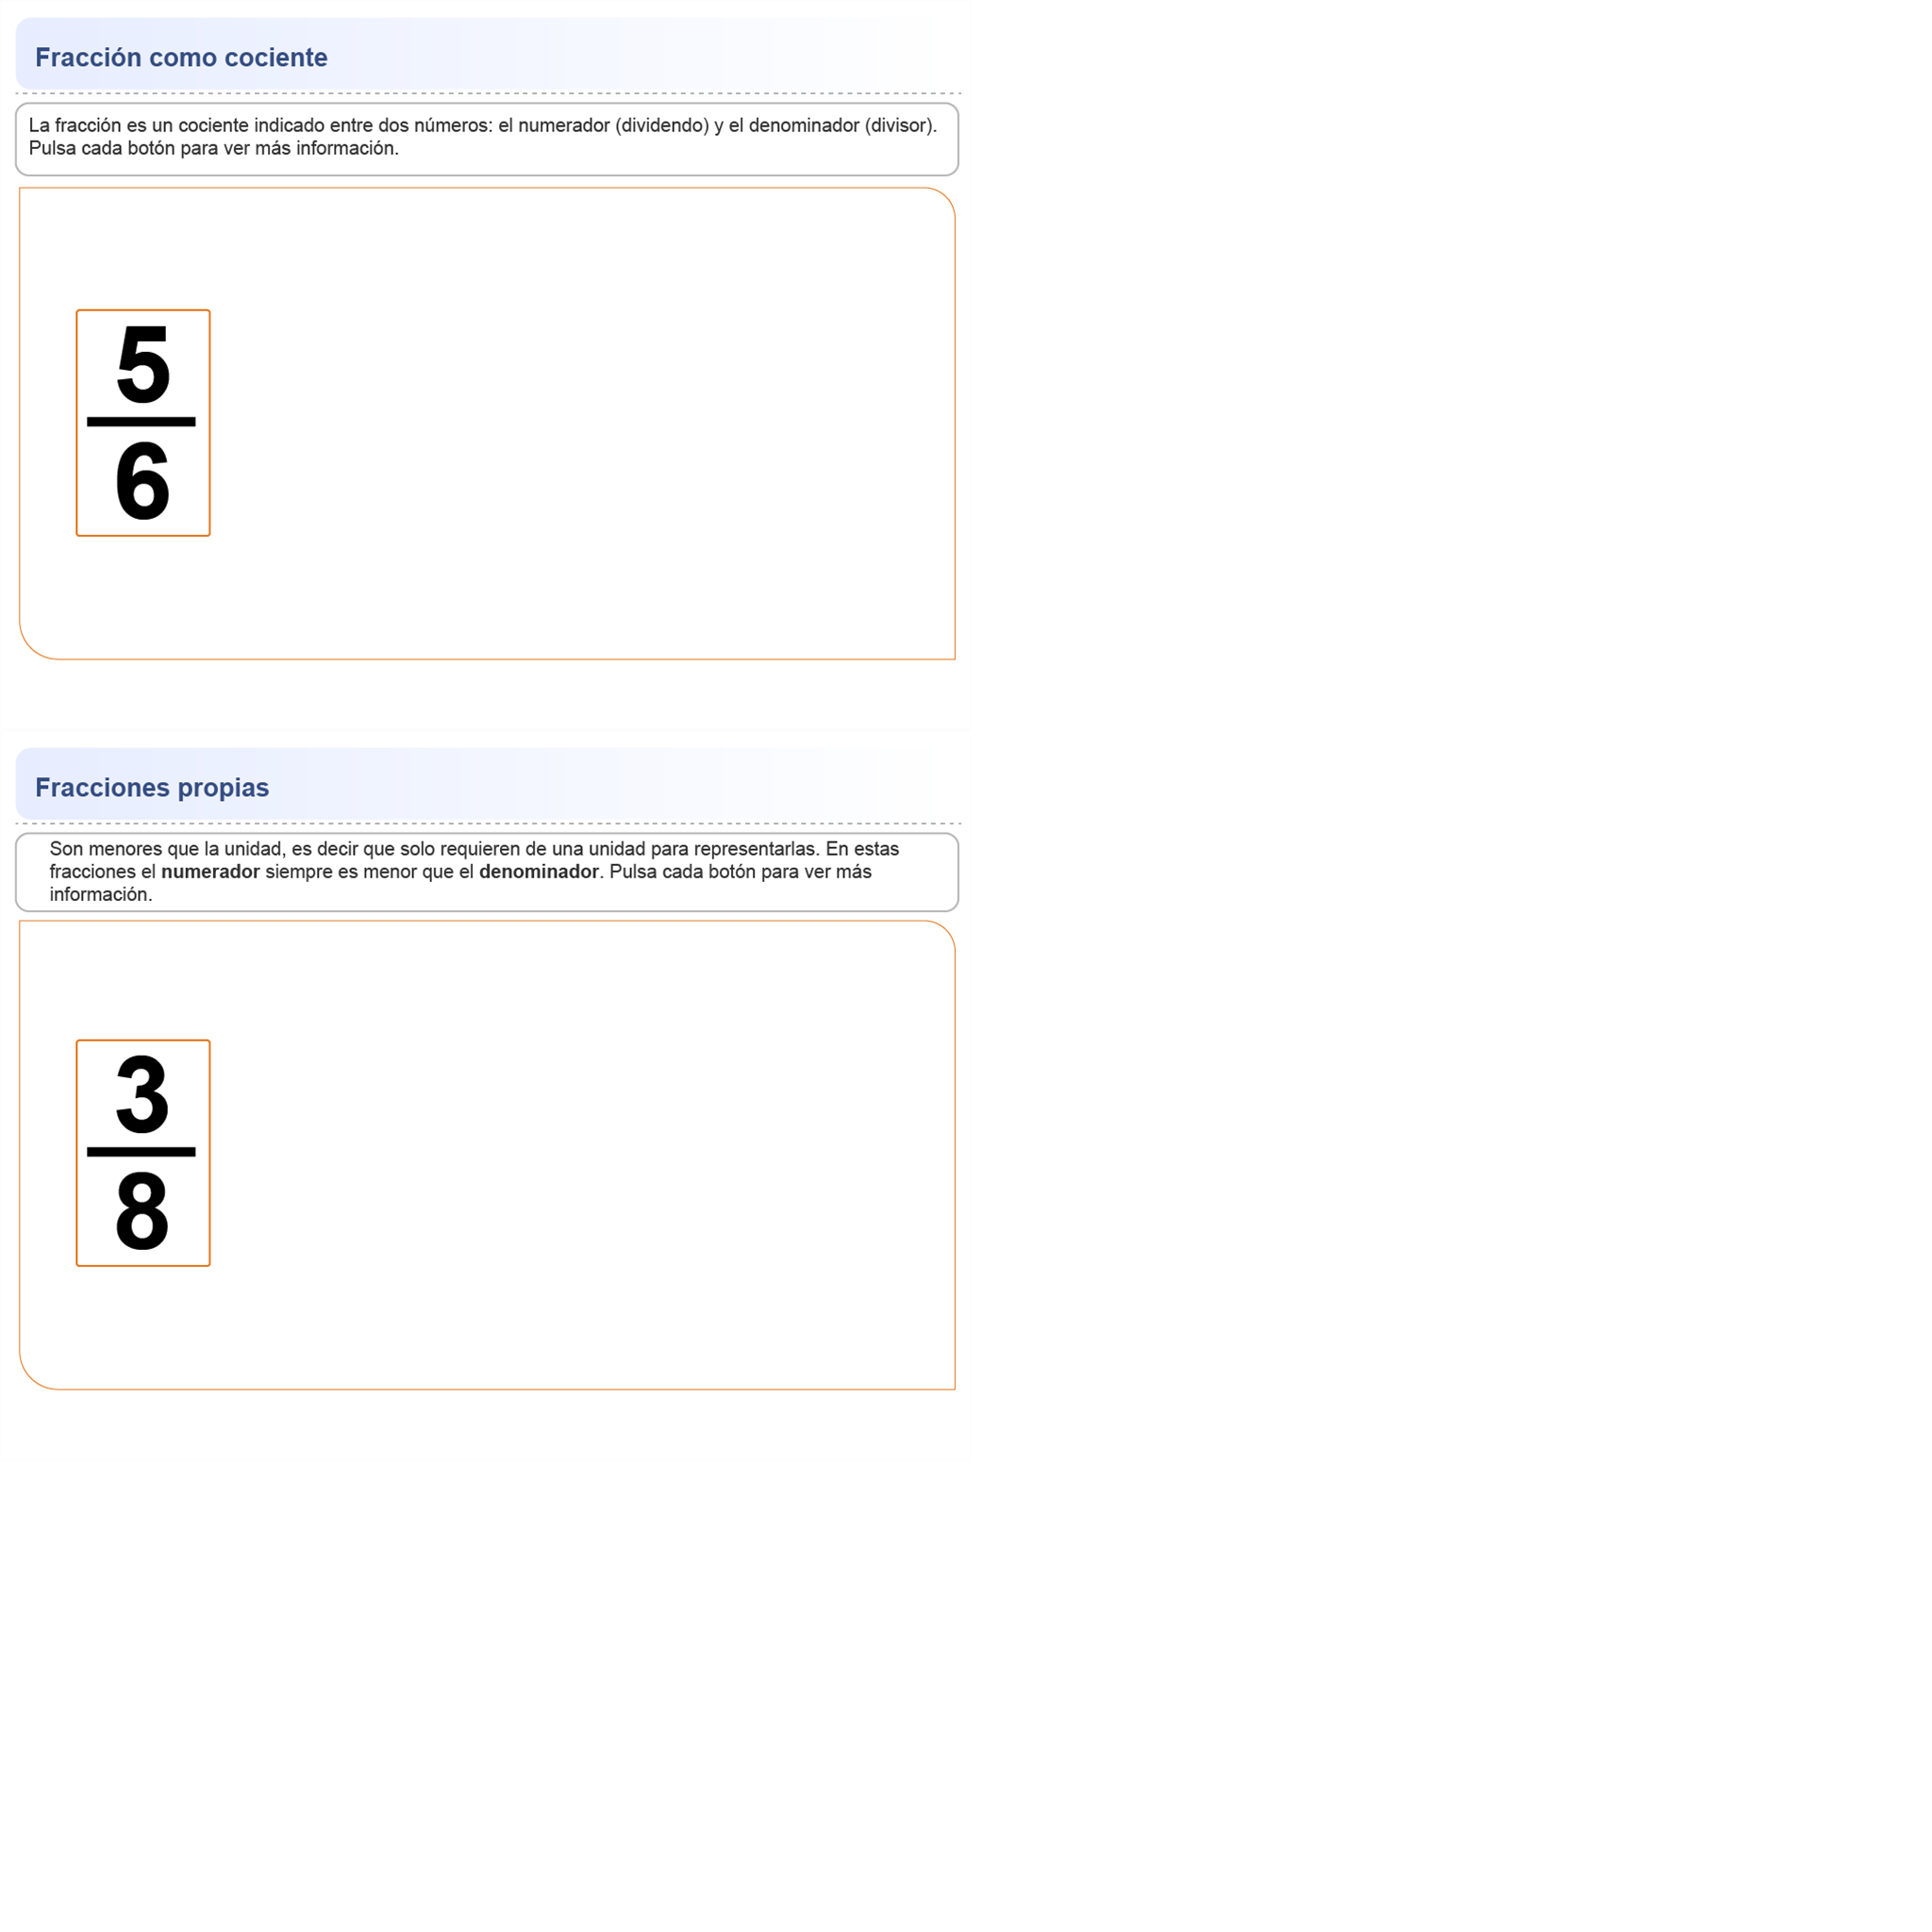 Fracción como cociente
La fracción es un cociente indicado entre dos números: el numerador (dividendo) y el denominador (divisor).
Pulsa cada botón para ver más información.
5
6
Fracciones propias
Son menores que la unidad, es decir que solo requieren de una unidad para representarlas. En estas
fracciones el numerador siempre es menor que el denominador. Pulsa cada botón para ver más
información.
3
8